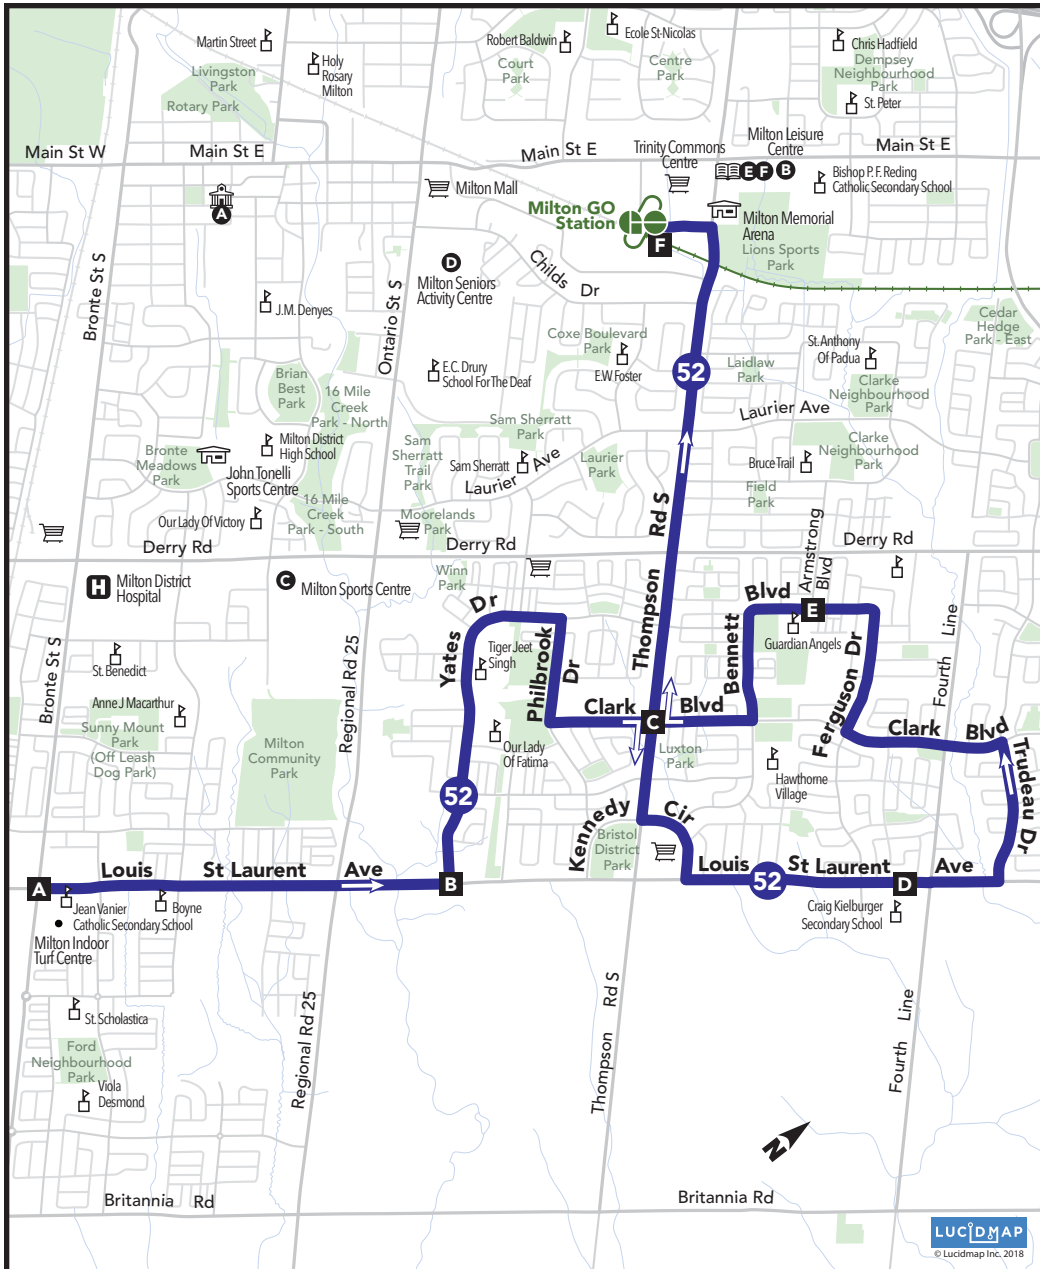 Martin Street
Holy
Rosary
Milton
Livingston
Park
Rotary Park
Robert Baldwin
Court
Park
Ecole St-Nicolas
Centre
Park
Chris Hadfield
Dempsey
Neighbourhood
Park
St. Peter
Main St W
Main St E
Main St E
Trinity Commons
Centre
Milton Leisure
Centre
Main St E
E F B
Bishop P. F. Reding
Catholic Secondary School
A
Milton Mall
Milton GO
Station
F
Milton Memorial
Arena
Lions Sports
Park
Bronte St S
D
Milton Seniors
Activity Centre
Childs Dr
J.M. Denyes
Ontario St S
Cedar
Hedge
Park - East
Coxe Boulevard
Park
E.W Foster
St. Anthony
Of Padua
E.C. Drury
School For The Deaf
52
Laidlaw
Park
Clarke
Neighbourhood
Park
Brian
Best
Park
16 Mile
Creek
Park - North
Laurier Ave
Sam Sherratt
Park
Milton District
High School
Sam
Sherratt
Trail
Park
Sam Sherratt
Laurier Ave
Laurier
Park
Clarke
Neighbourhood
Park
Bruce Trail
Bronte
Meadows
Park
John Tonelli
Sports Centre
Field
Park
16 Mile
Creek
Park - South
Our Lady Of Victory
Moorelands
Park
Thompson Rd S
Armstrong
Blvd
Derry Rd
Derry Rd
Derry Rd
H
Milton District
Hospital
C
Milton Sports Centre
Winn
Park
Yates Dr
Bennett Blvd
E
Guardian Angels
Fourth Line
Bronte St S
St. Benedict
Regional Rd 25
Tiger Jeet
Singh
Philbrook
Dr
Ferguson Dr
Anne J Macarthur
Sunny Mount
Park
(Off Leash
Dog Park)
Milton
Community
Park
Clark
C
Blvd
Our Lady
Of Fatima
Luxton
Park
Clark Blvd
Trudeau Dr
Hawthorne
Village
52
Kennedy Cir
Bristol
District
Park
A
Louis St Laurent Ave
B
Louis
52
St Laurent
D
Ave
Jean Vanier
Catholic Secondary School
Boyne
Milton Indoor
Turf Centre
Craig Kielburger
Secondary School
St. Scholastica
Regional Rd 25
Thompson Rd S
Fourth Line
Ford
Neighbourhood
Park
Viola
Desmond
N
Britannia Rd
Britannia Rd
LUCIDMAP
© Lucidmap Inc. 2018